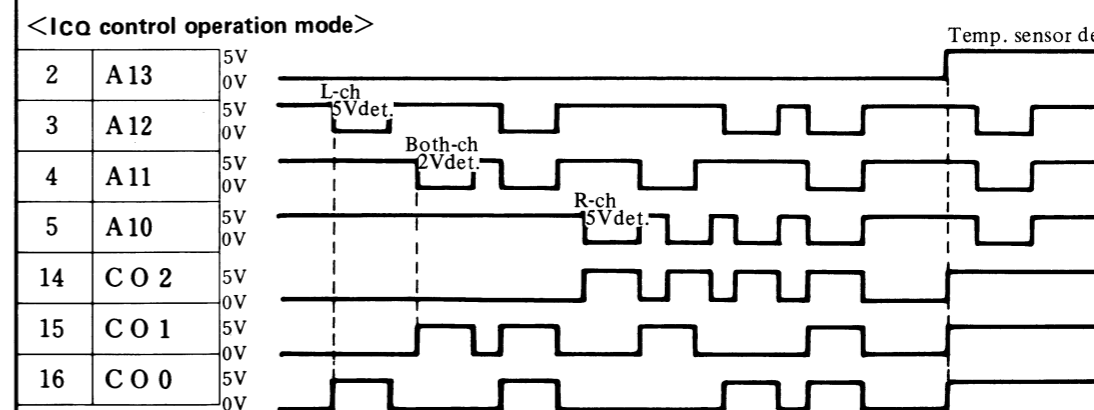 <ICQ control operation mode>
Temp. sensor de
2 A13 5V 0V
L-ch
5Vdet.
3 A12 5V 0V
Both-ch
2Vdet.
4 A11 5V 0V
R-ch
5Vdet.
5 A10 5V 0V
14 CO2 5V 0V
15 CO1 5V 0V
16 CO0 5V 0V